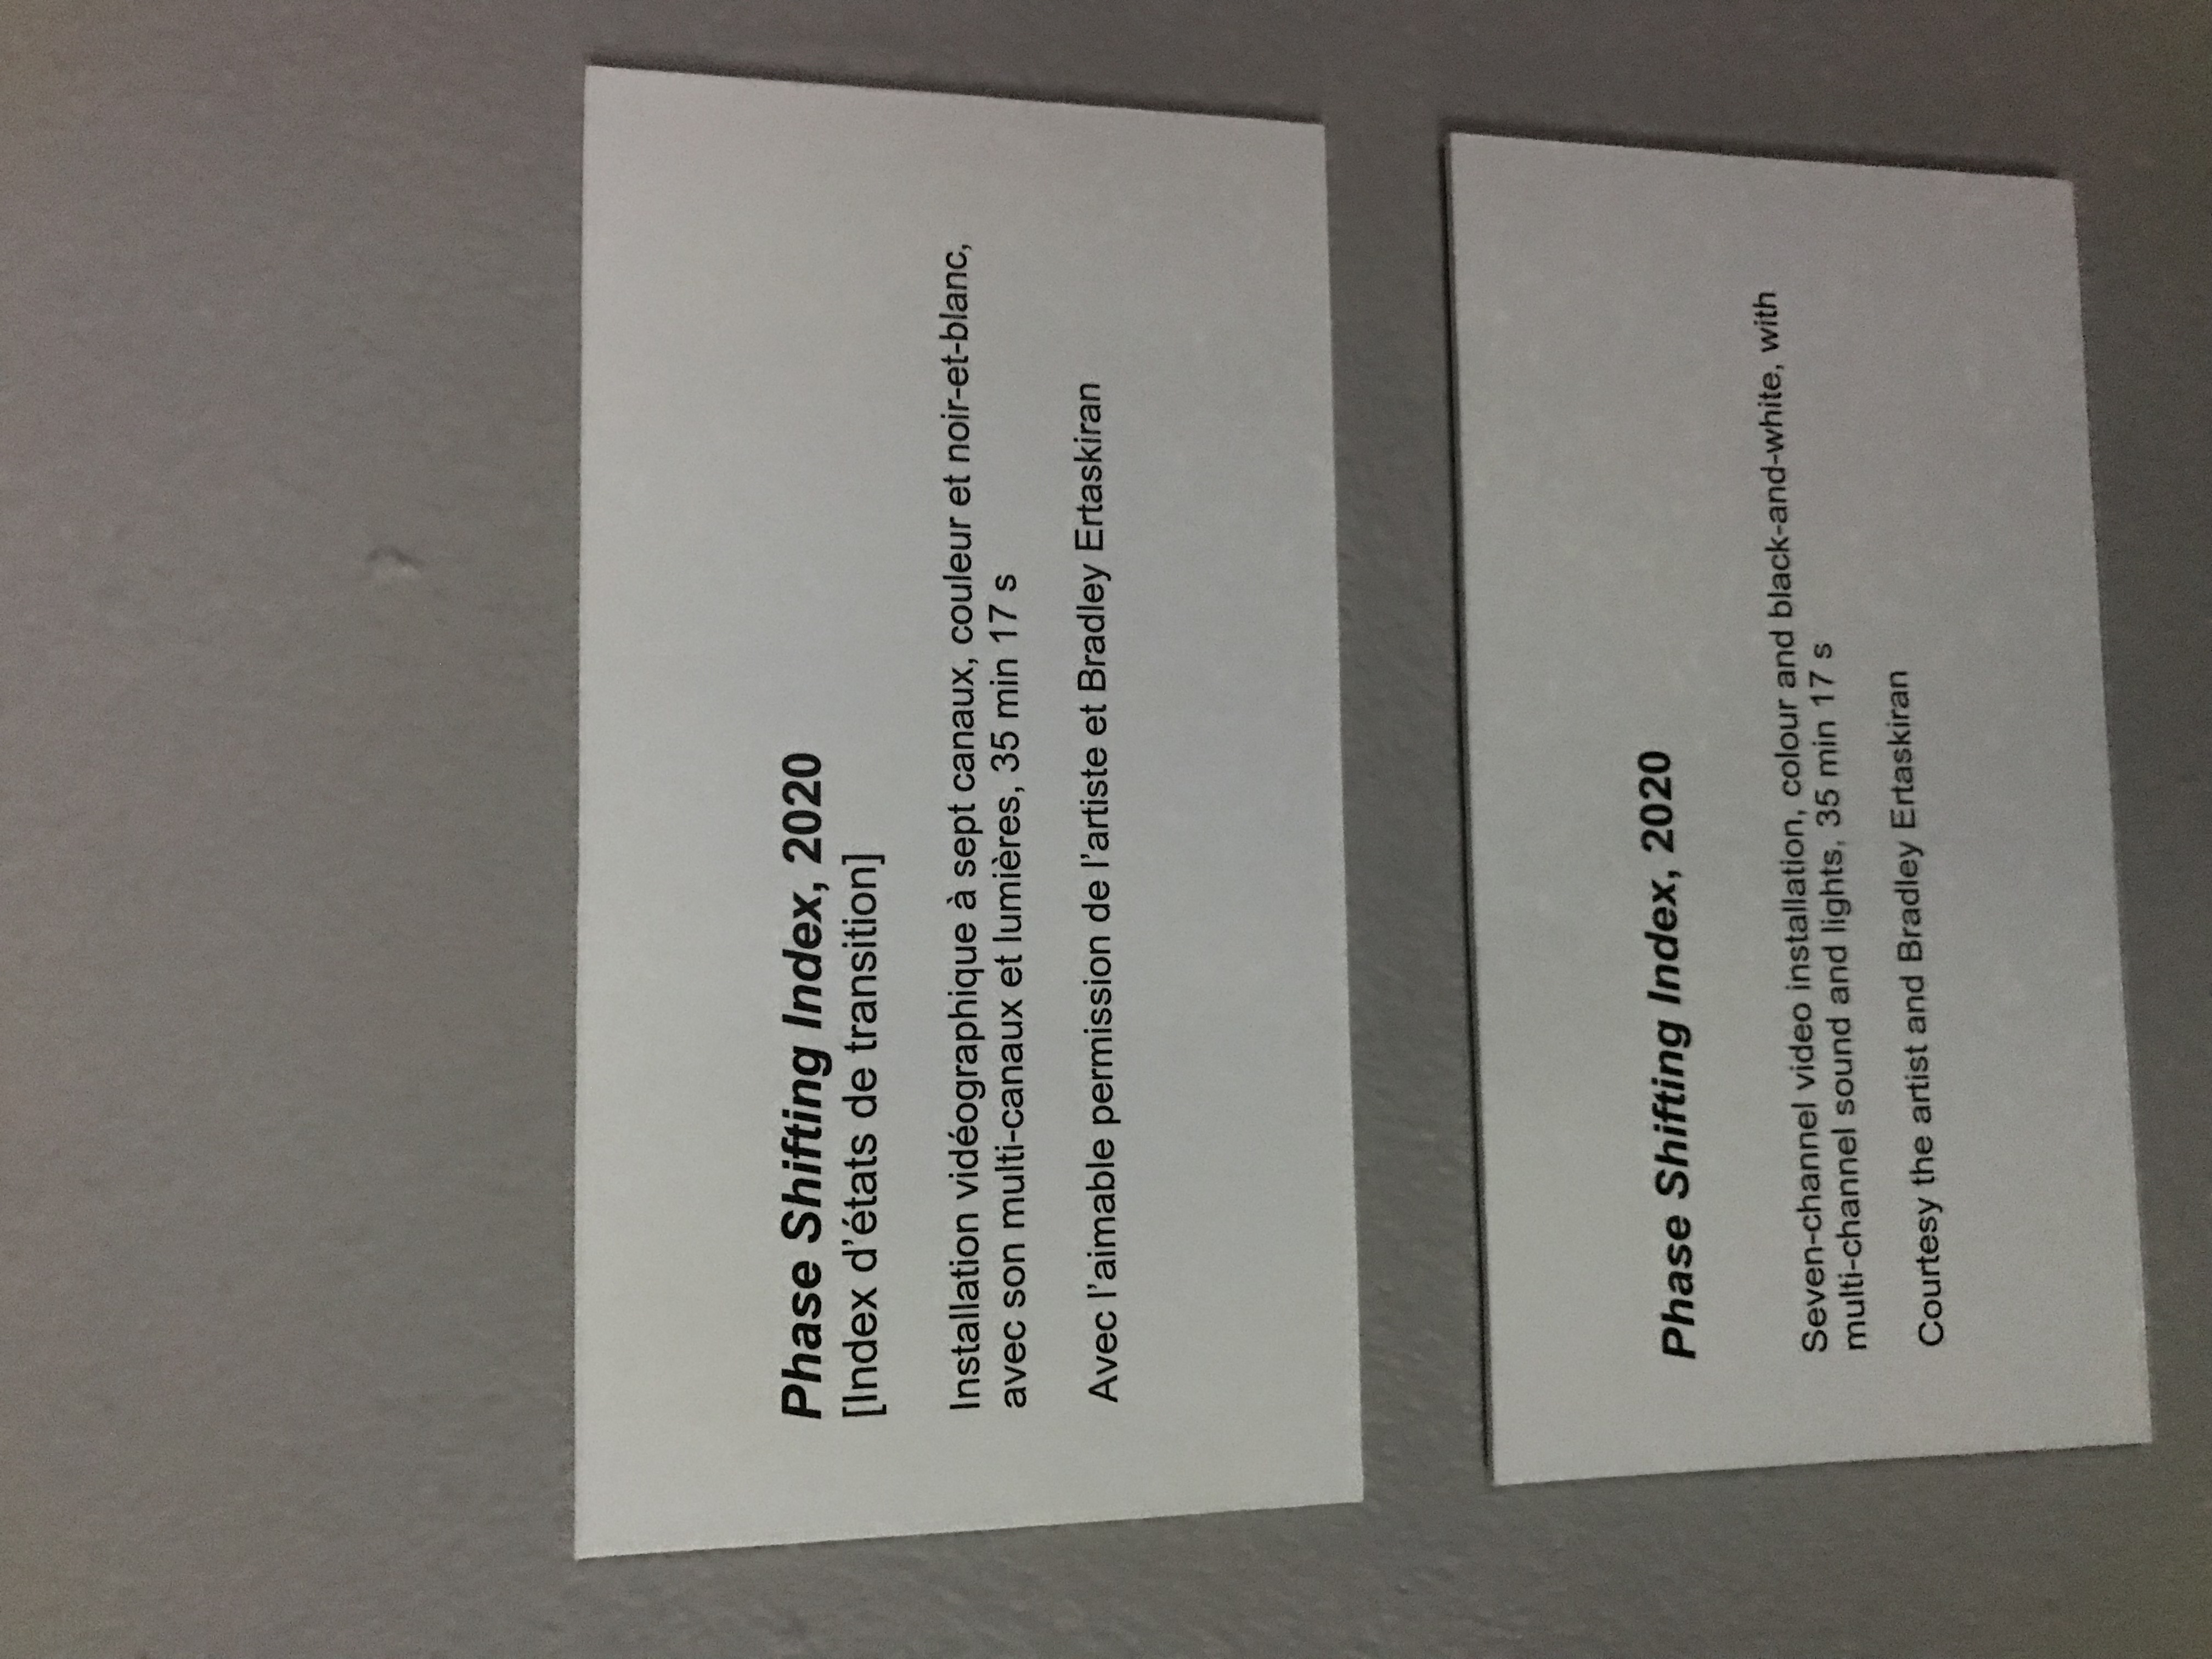 Phase Shifting Index, 2020
[Index d'états de transition]
Installation vidéographique à sept canaux, couleur et noir-et-blanc,
avec son multi-canaux et lumières, 35 min 17 s
Avec l'aimable permission de l'artiste et Bradley Ertaskiran
Phase Shifting Index, 2020
Seven-channel video installation, colour and black-and-white, with
multi-channel sound and lights, 35 min 17 s
Courtesy the artist and Bradley Ertaskiran